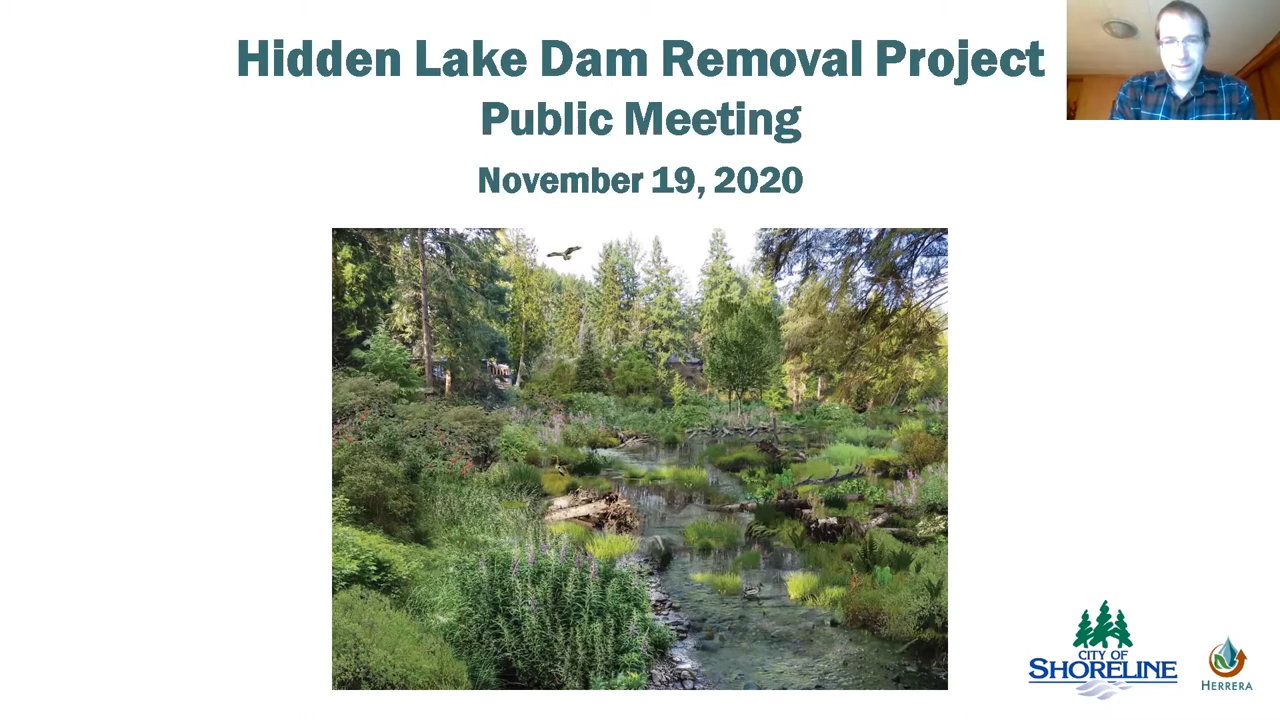 Hidden Lake Dam Removal Project
Public Meeting
November 19, 2020
CITY OF
SHORELINE
HERRERA